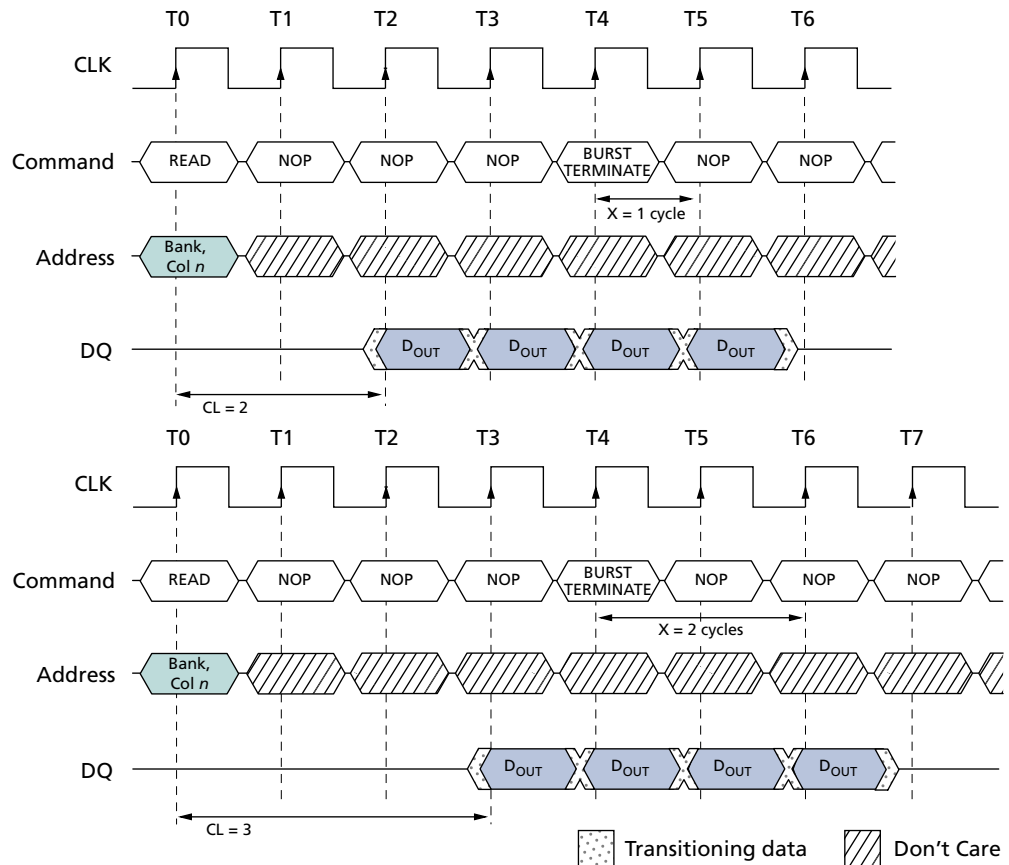 T0 T1 T2 T3 T4 T5 T6
CLK
Command READ NOP NOP NOP BURST TERMINATE NOP NOP
X = 1 cycle
Address Bank, Col n
DQ DOUT DOUT DOUT DOUT
CL = 2
T0 T1 T2 T3 T4 T5 T6 T7
CLK
Command READ NOP NOP NOP BURST TERMINATE NOP NOP NOP
X = 2 cycles
Address Bank, Col n
DQ DOUT DOUT DOUT DOUT
CL = 3
Transitioning data Don't Care